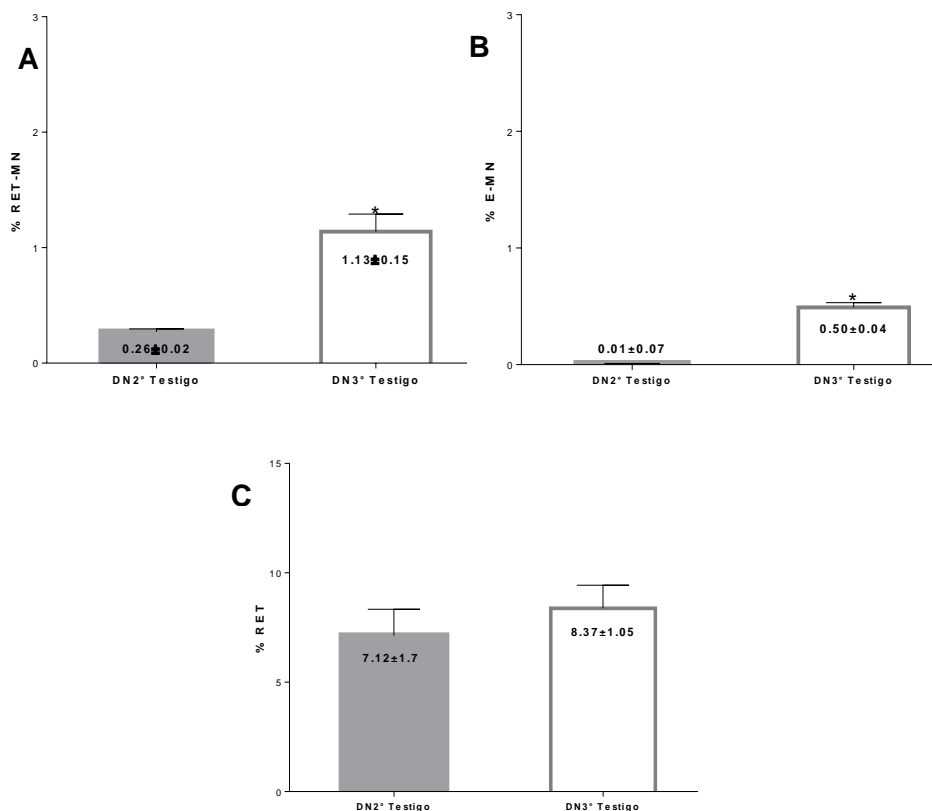 A
3
2
1
0
% RET-MN
*
1.13±0.15
0.26±0.02
DN2° Testigo
DN3° Testigo
B
3
2
1
0
% E-MN
*
0.50±0.04
0.01±0.07
DN2° Testigo
DN3° Testigo
C
15
10
5
0
% RET
8.37±1.05
7.12±1.7
DN2° Testigo
DN3° Testigo